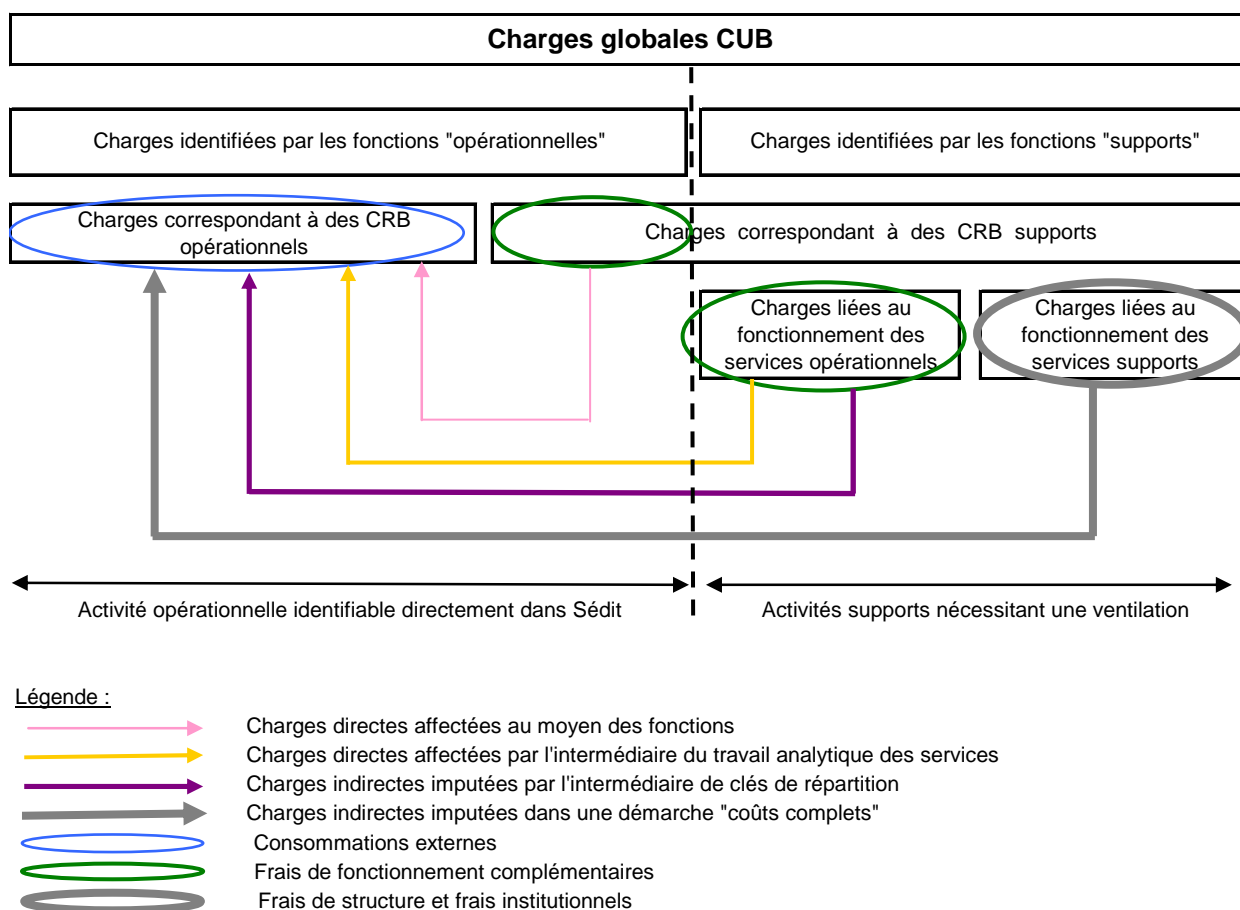 Charges globales CUB
Charges identifiées par les fonctions "opérationnelles"
Charges identifiées par les fonctions "supports"
Charges correspondant à des CRB
opérationnels
Charges correspondant à des CRB supports
Charges liées au
fonctionnement des
services opérationnels
Charges liées au
fonctionnement des
services supports
Activité opérationnelle identifiable directement dans Sédit
Activités supports nécessitant une ventilation
Légende :
Charges directes affectées au moyen des fonctions
Charges directes affectées par l'intermédiaire du travail analytique des services
Charges indirectes imputées par l'intermédiaire de clés de répartition
Charges indirectes imputées dans une démarche "coûts complets"
Consommations externes
Frais de fonctionnement complémentaires
Frais de structure et frais institutionnels